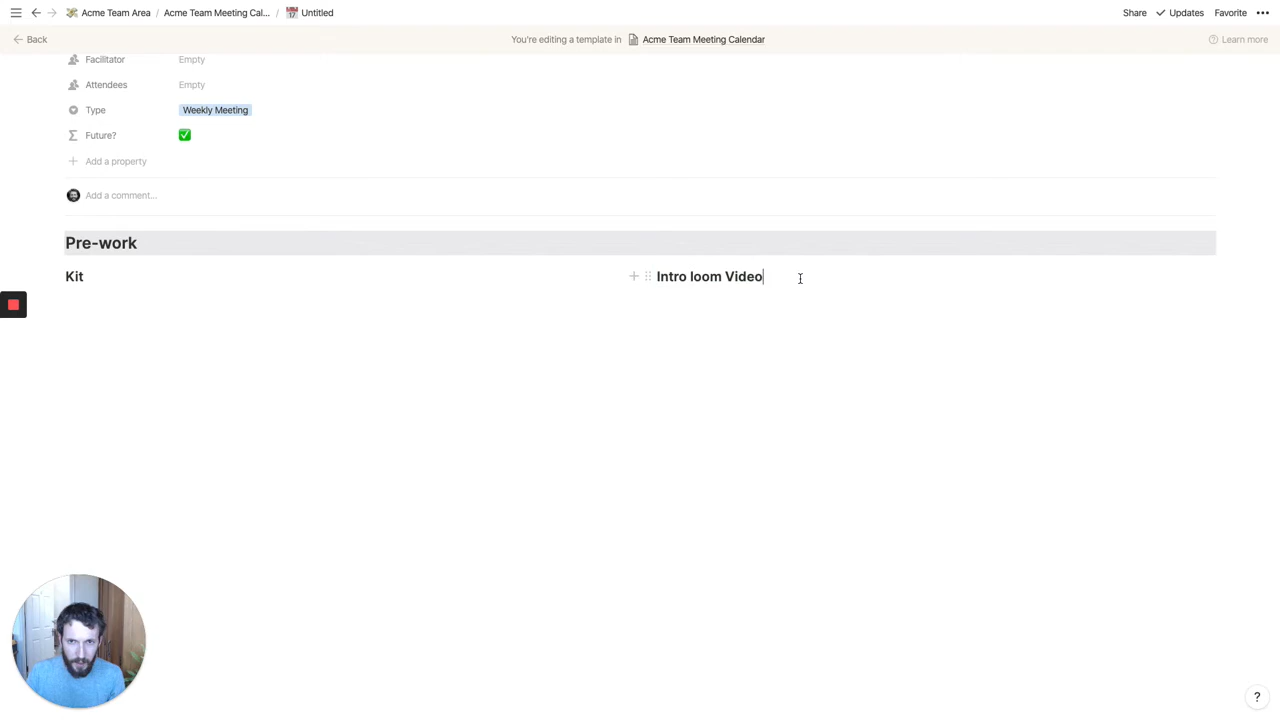 Acme Team Area / Acme Team Meeting Cal... / Untitled
Share Updates Favorite
Back
You're editing a template in Acme Team Meeting Calendar
Learn more
Facilitator Empty
Attendees Empty
Type Weekly Meeting
Future?
Add a property
Add a comment...
Pre-work
Kit
Intro loom Video
?